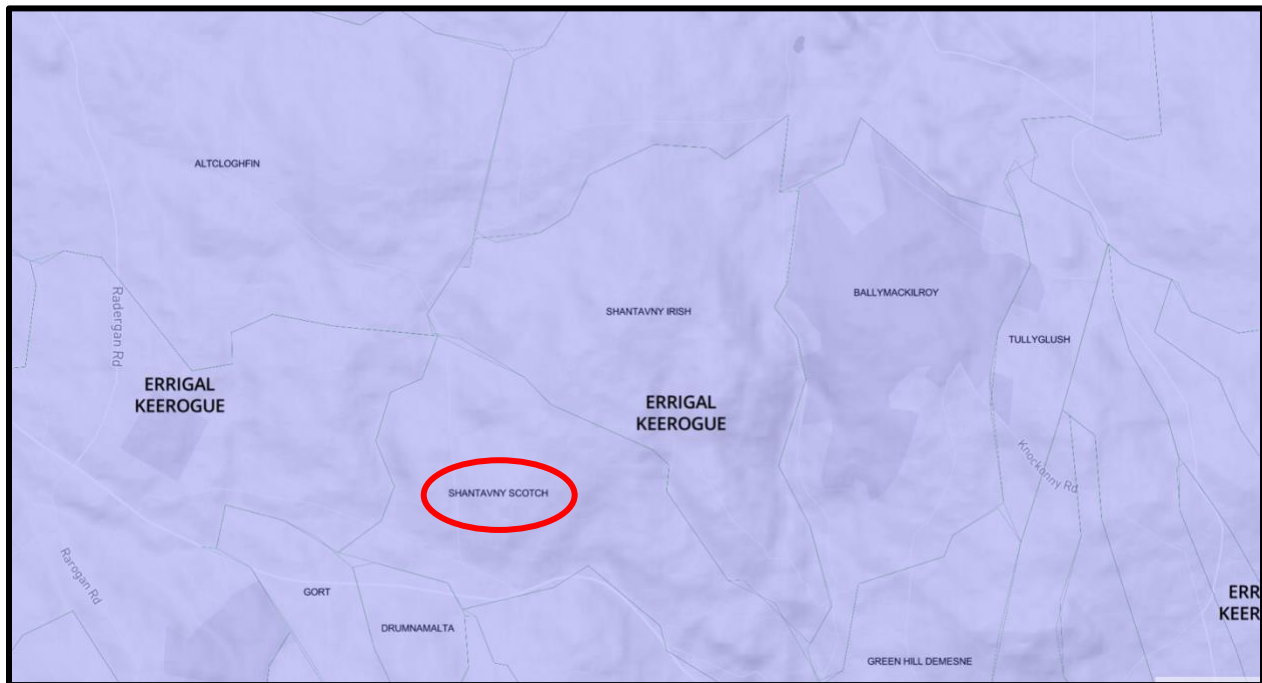 ALTCLOGHFIN
BALLYMACKILROY
SHANTAVNY IRISH
Radergan Rd
TULLYGLUSH
ERRIGAL
KEEROGUE
ERRIGAL
KEEROGUE
Knockonny Rd
SHANTAVNY SCOTCH
Rarogan Rd
GORT
ERR
KEER
DRUMNAMALTA
GREEN HILL DEMESNE